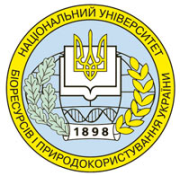 НАЦІОНАЛЬНИЙ УНІВЕРСИТЕТ
БІОРЕСУРСІВ І ПРИРОДОКОРИСТУВАННЯ УКРАЇНИ
1898